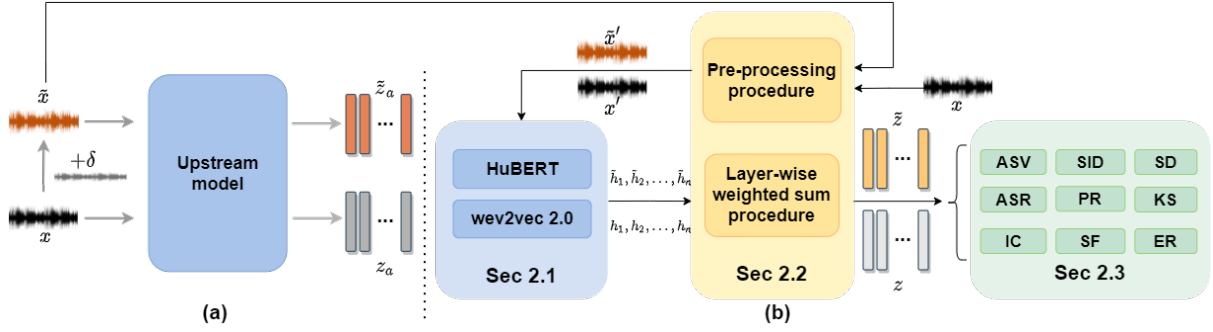 x̃
+δ
x
Upstream
model
z̃ₐ
zₐ
(a)
x̃′
x′
HuBERT
wev2vec 2.0
Sec 2.1
h̃₁, h̃₂, . . . , h̃ₙ
h₁, h₂, . . . , hₙ
Pre-processing
procedure
Layer-wise
weighted sum
procedure
Sec 2.2
(b)
x
z̃
z
ASV SID SD
ASR PR KS
IC SF ER
Sec 2.3